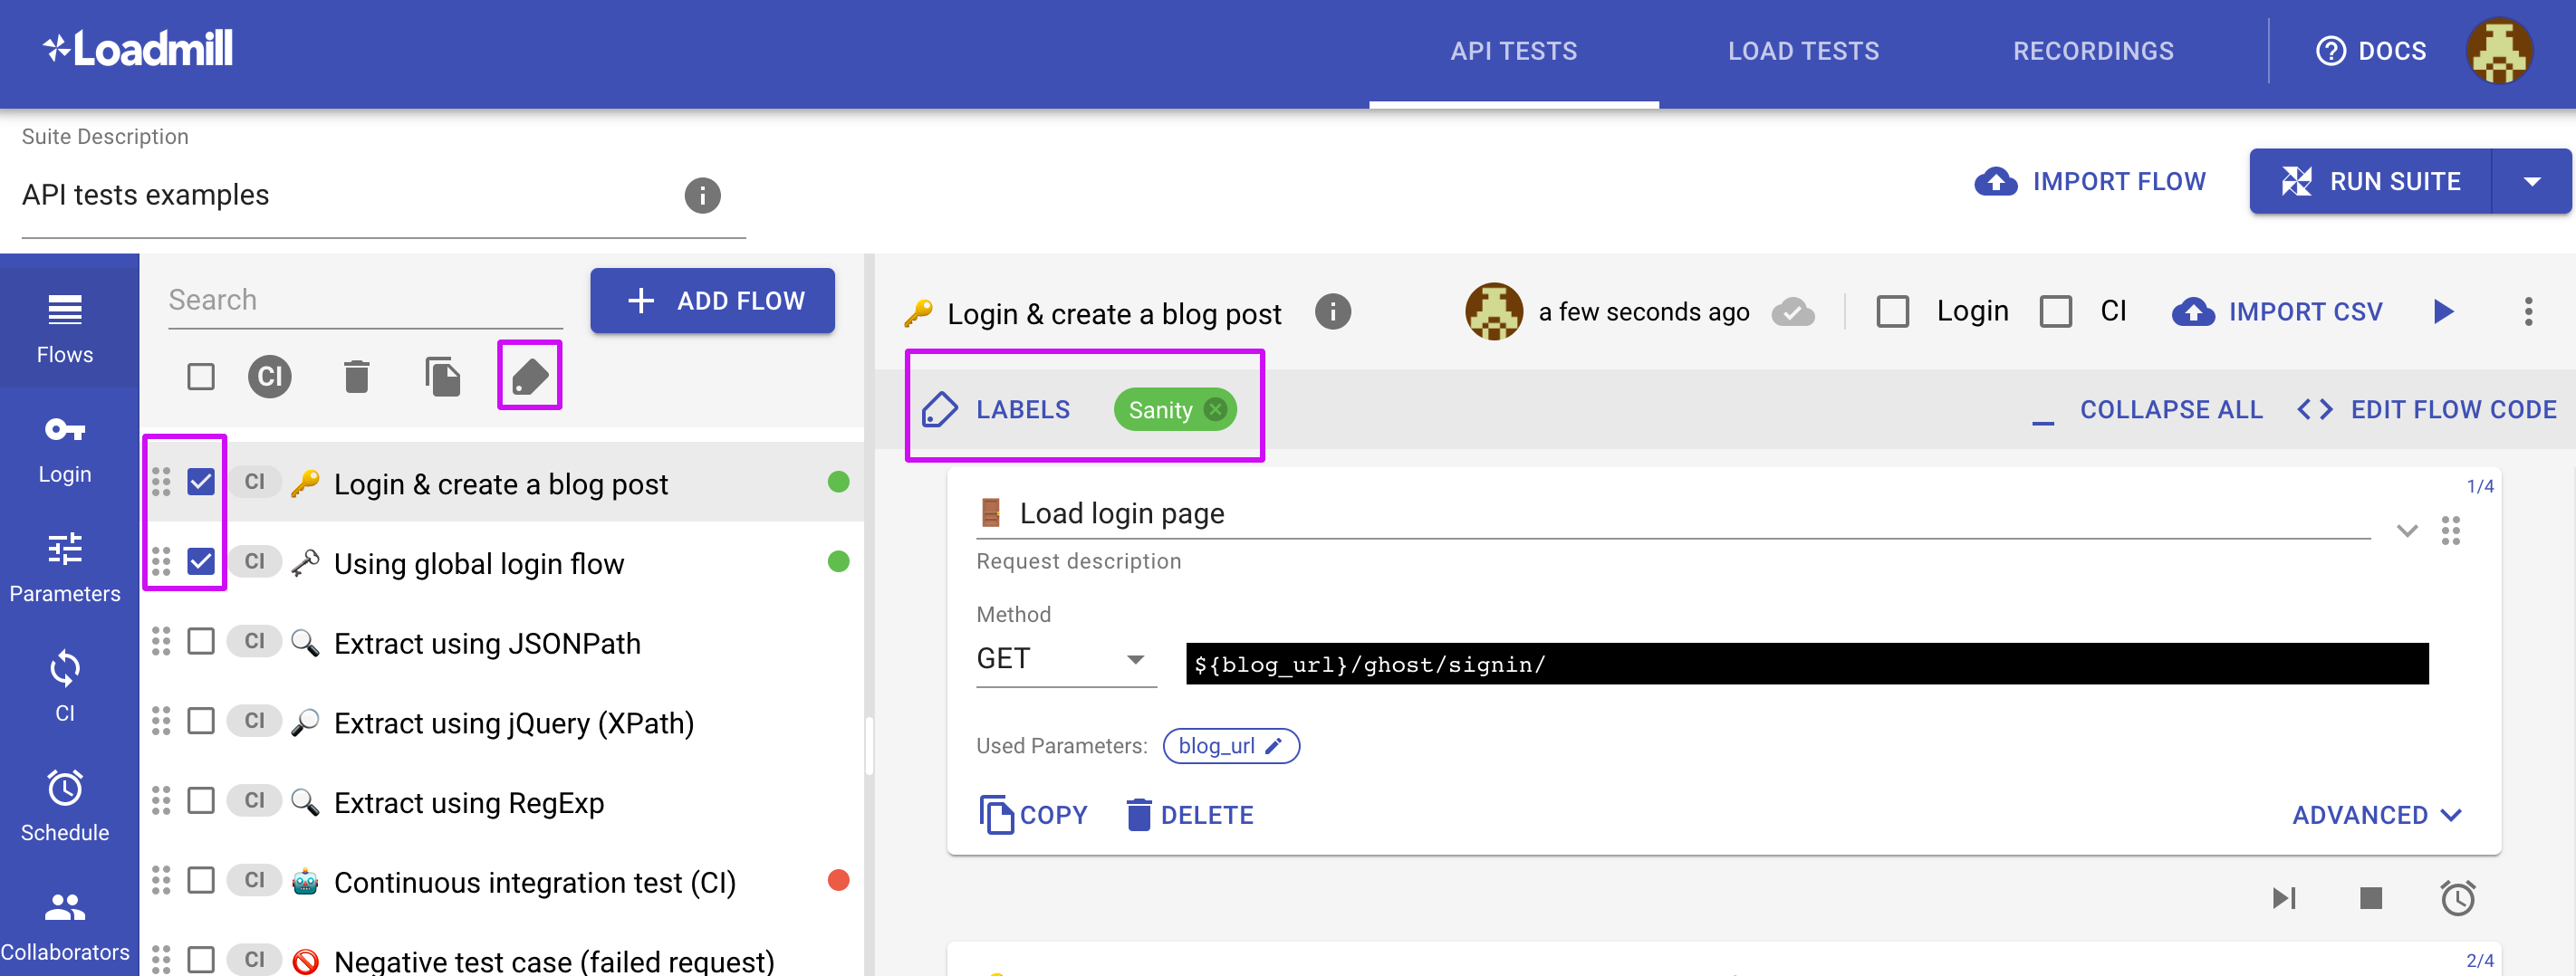 Loadmill
API TESTS
LOAD TESTS
RECORDINGS
DOCS
Suite Description
API tests examples
IMPORT FLOW
RUN SUITE
Flows
Login
Parameters
CI
Schedule
Collaborators
Search
ADD FLOW
CI
CI Login & create a blog post
CI Using global login flow
CI Extract using JSONPath
CI Extract using jQuery (XPath)
CI Extract using RegExp
CI Continuous integration test (CI)
CI Negative test case (failed request)
Login & create a blog post
a few seconds ago
Login
CI
IMPORT CSV
LABELS
Sanity
COLLAPSE ALL
EDIT FLOW CODE
1/4
Load login page
Request description
Method
GET
${blog_url}/ghost/signin/
Used Parameters: blog_url
COPY
DELETE
ADVANCED
2/4